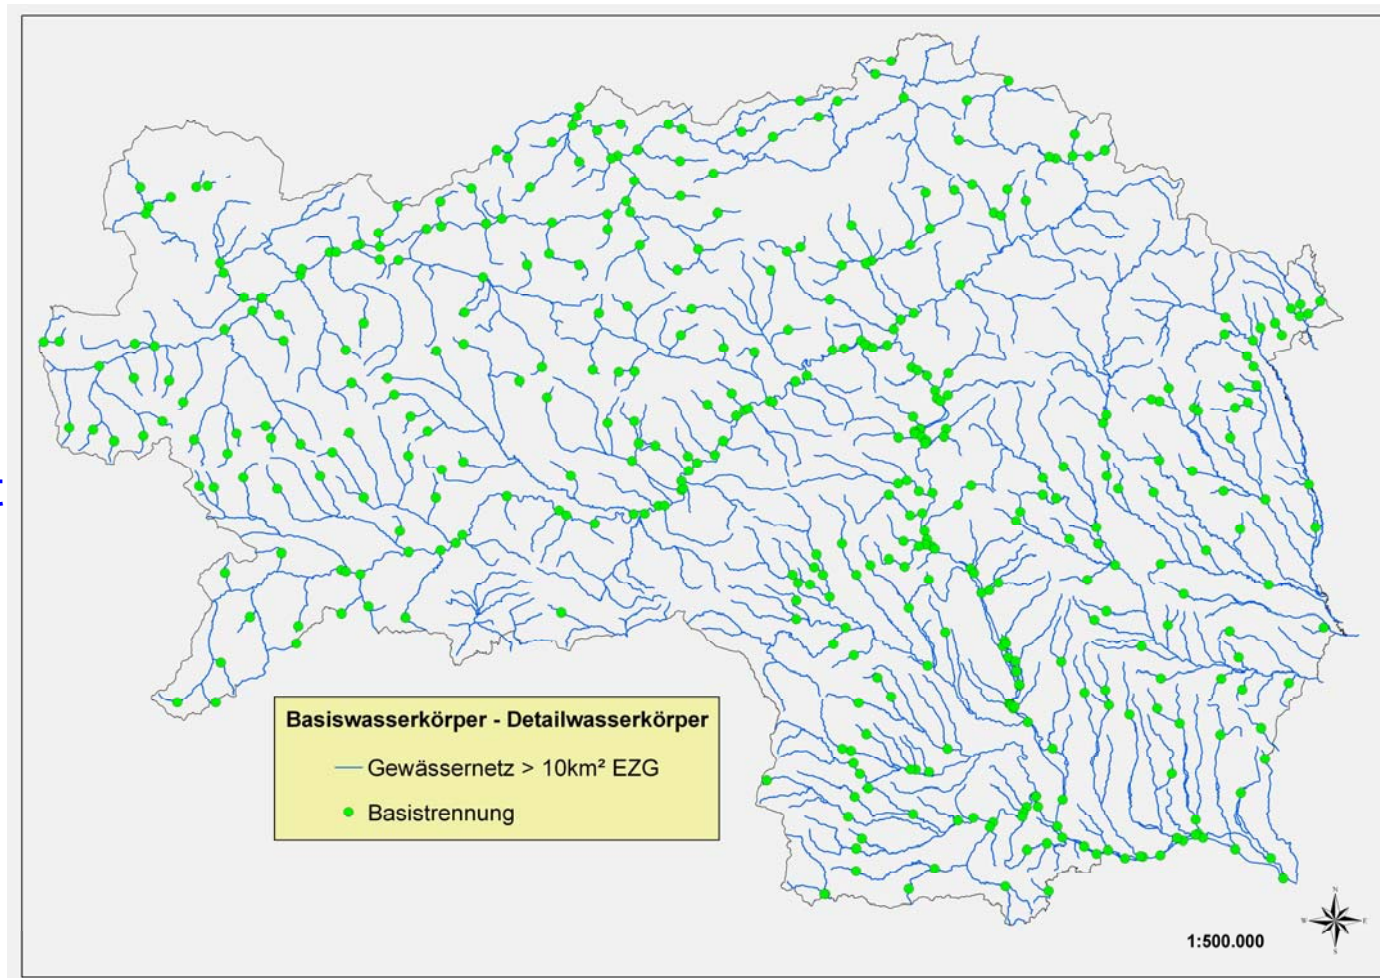 Basiswasserkörper - Detailwasserkörper
Gewässernetz > 10km² EZG
Basistrennung
1:500.000
N
W
E
S